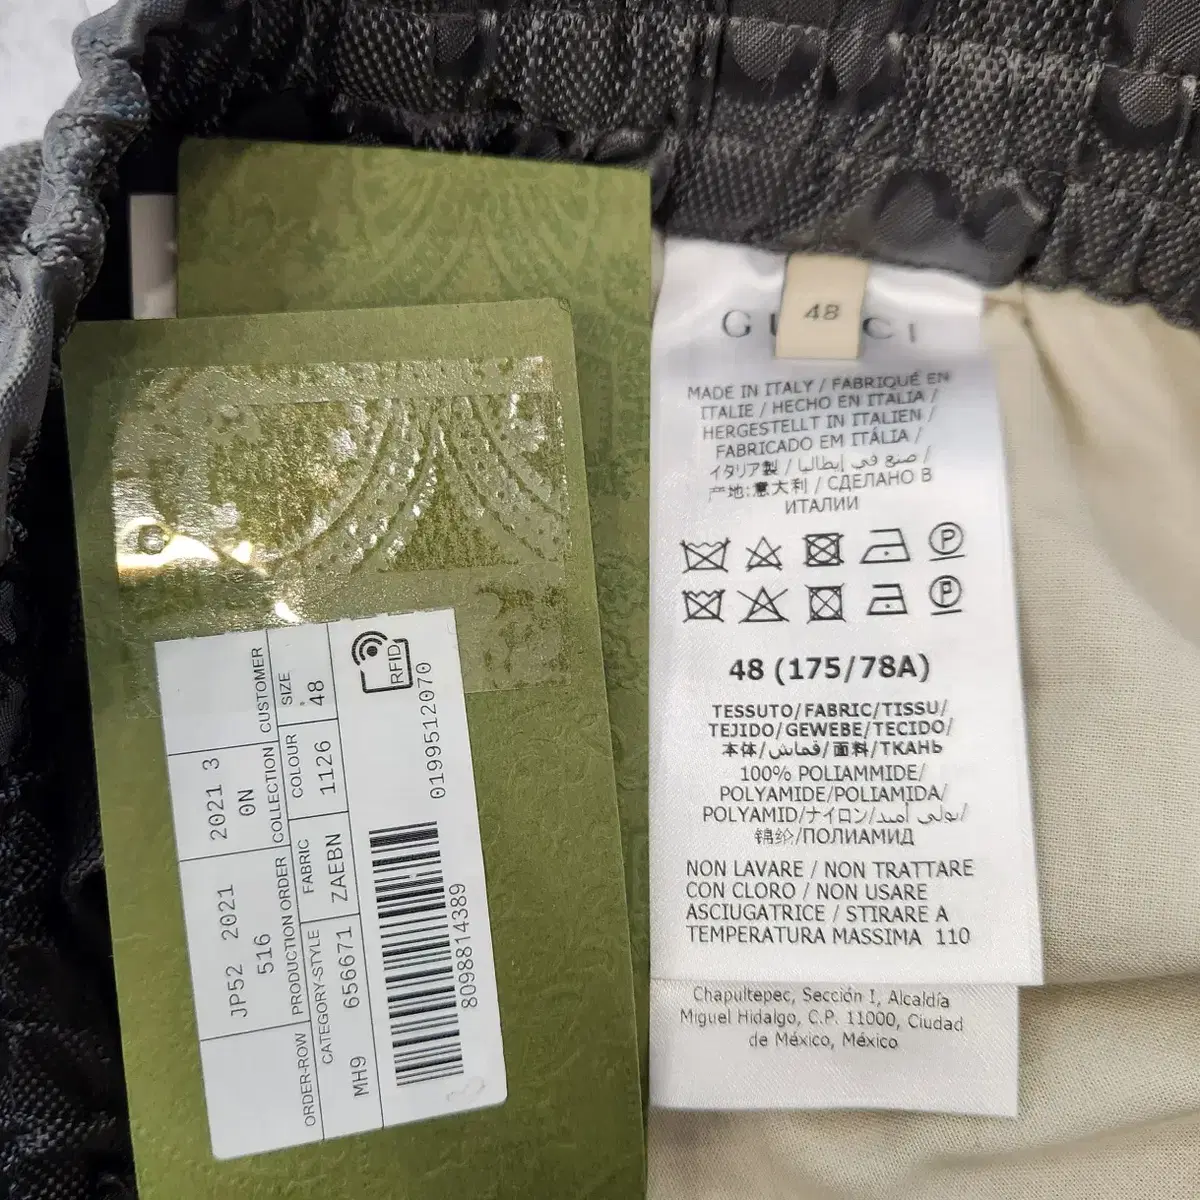 CUSTOMER
2021 3
0N
COLLECTION
JP52 2021
516
PRODUCTION ORDER
ORDER-ROW
SIZE
48
COLOUR
1126
FABRIC
ZAEBN
CATEGORY-STYLE
MH9 656671
RFID
0199512070
8098814389
48
GUCCI
MADE IN ITALY / FABRIQUÉ EN
ITALIE / HECHO EN ITALIA /
HERGESTELLT IN ITALIEN /
FABRICADO EM ITÁLIA /
イタリア製 / صنع في إيطاليا /
产地:意大利 / СДЕЛАНО В
ИТАЛИИ
P
P
48 (175/78A)
TESSUTO/FABRIC/TISSU/
TEJIDO/GEWEBE/TECIDO/
本体/قماش/面料/ТКАНЬ
100% POLIAMMIDE/
POLYAMIDE/POLIAMIDA/
POLYAMID/ナイロン/بولي أميد/
锦纶/ПОЛИАМИД
NON LAVARE / NON TRATTARE
CON CLORO / NON USARE
ASCIUGATRICE / STIRARE A
TEMPERATURA MASSIMA 110
Chapultepec, Sección I, Alcaldía
Miguel Hidalgo, C.P. 11000, Ciudad
de México, México